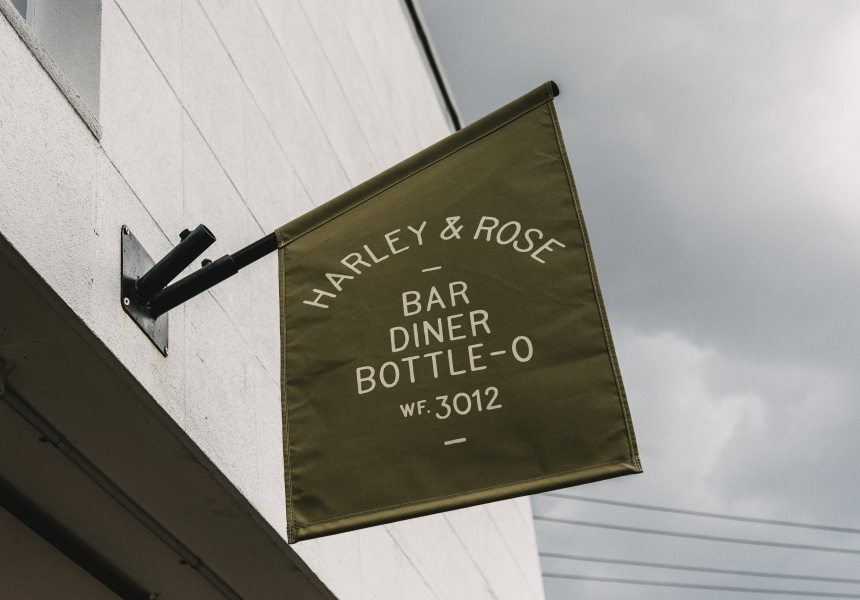 HARLEY & ROSE
BAR
DINER
BOTTLE-O
WF. 3012